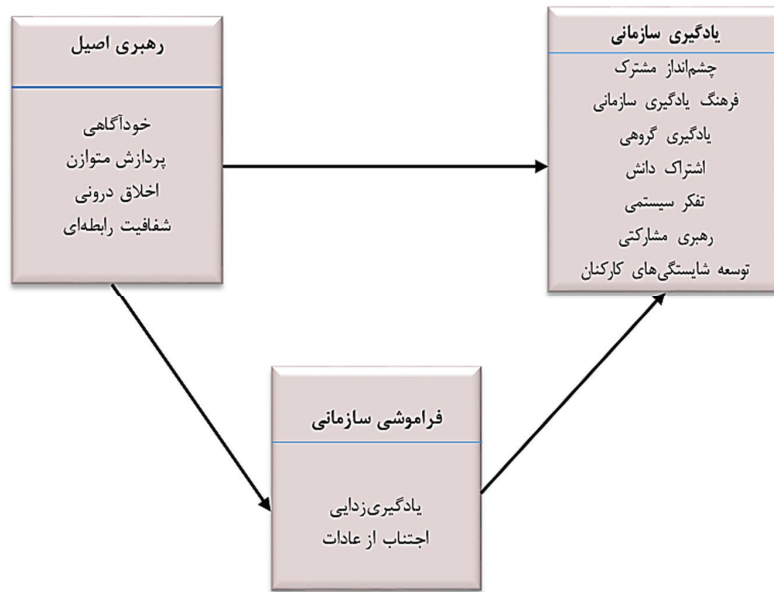 رهبری اصیل
خودآگاهی
پردازش متوازن
اخلاق درونی
شفافیت رابطه‌ای
یادگیری سازمانی
چشم‌انداز مشترک
فرهنگ یادگیری سازمانی
یادگیری گروهی
اشتراک دانش
تفکر سیستمی
رهبری مشارکتی
توسعه شایستگی‌های کارکنان
فراموشی سازمانی
یادگیری‌زدایی
اجتناب از عادات